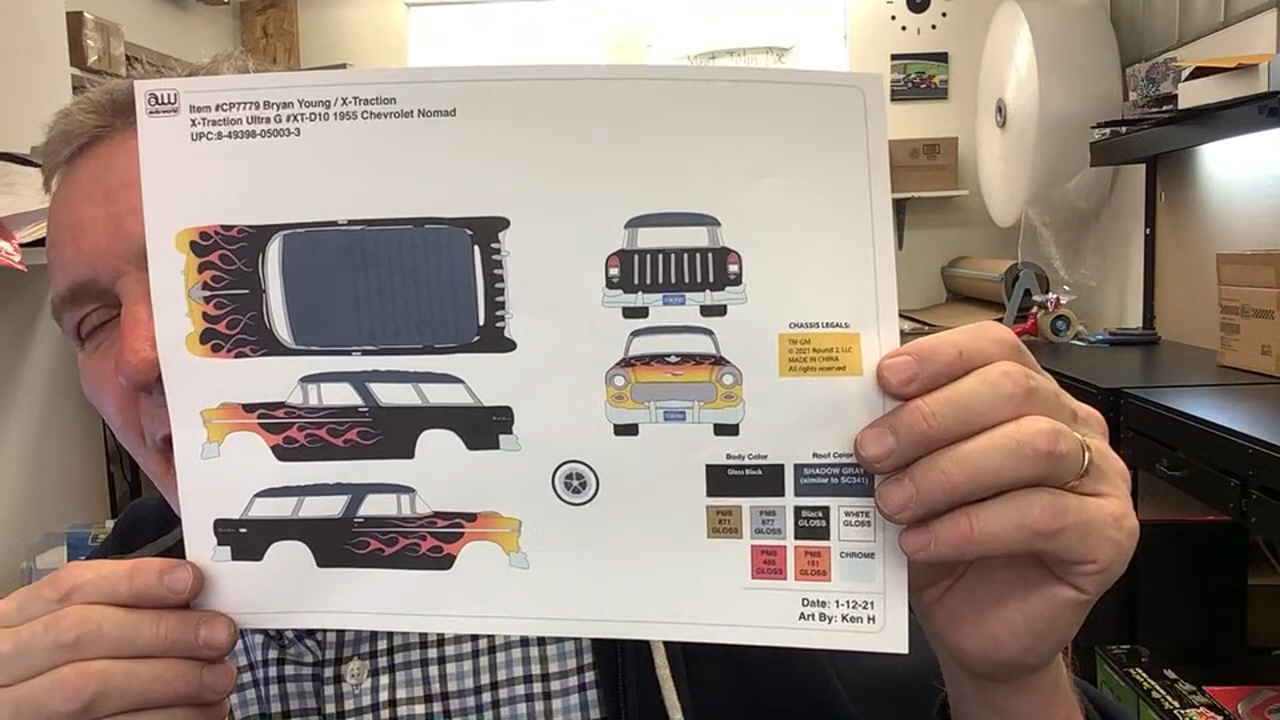 aw
auto world
Item #CP7779 Bryan Young / X-Traction
X-Traction Ultra G #XT-D10 1955 Chevrolet Nomad
UPC:8-49398-05003-3
CHASSIS LEGALS:
TM GM
© 2021 Round 2, LLC
MADE IN CHINA
All rights reserved
Body Color
Roof Color
Gloss Black
SHADOW GRAY
(similar to SC341)
PMS
871
GLOSS
PMS
877
GLOSS
Black
GLOSS
WHITE
GLOSS
PMS
485
GLOSS
PMS
151
GLOSS
CHROME
Date: 1-12-21
Art By: Ken H